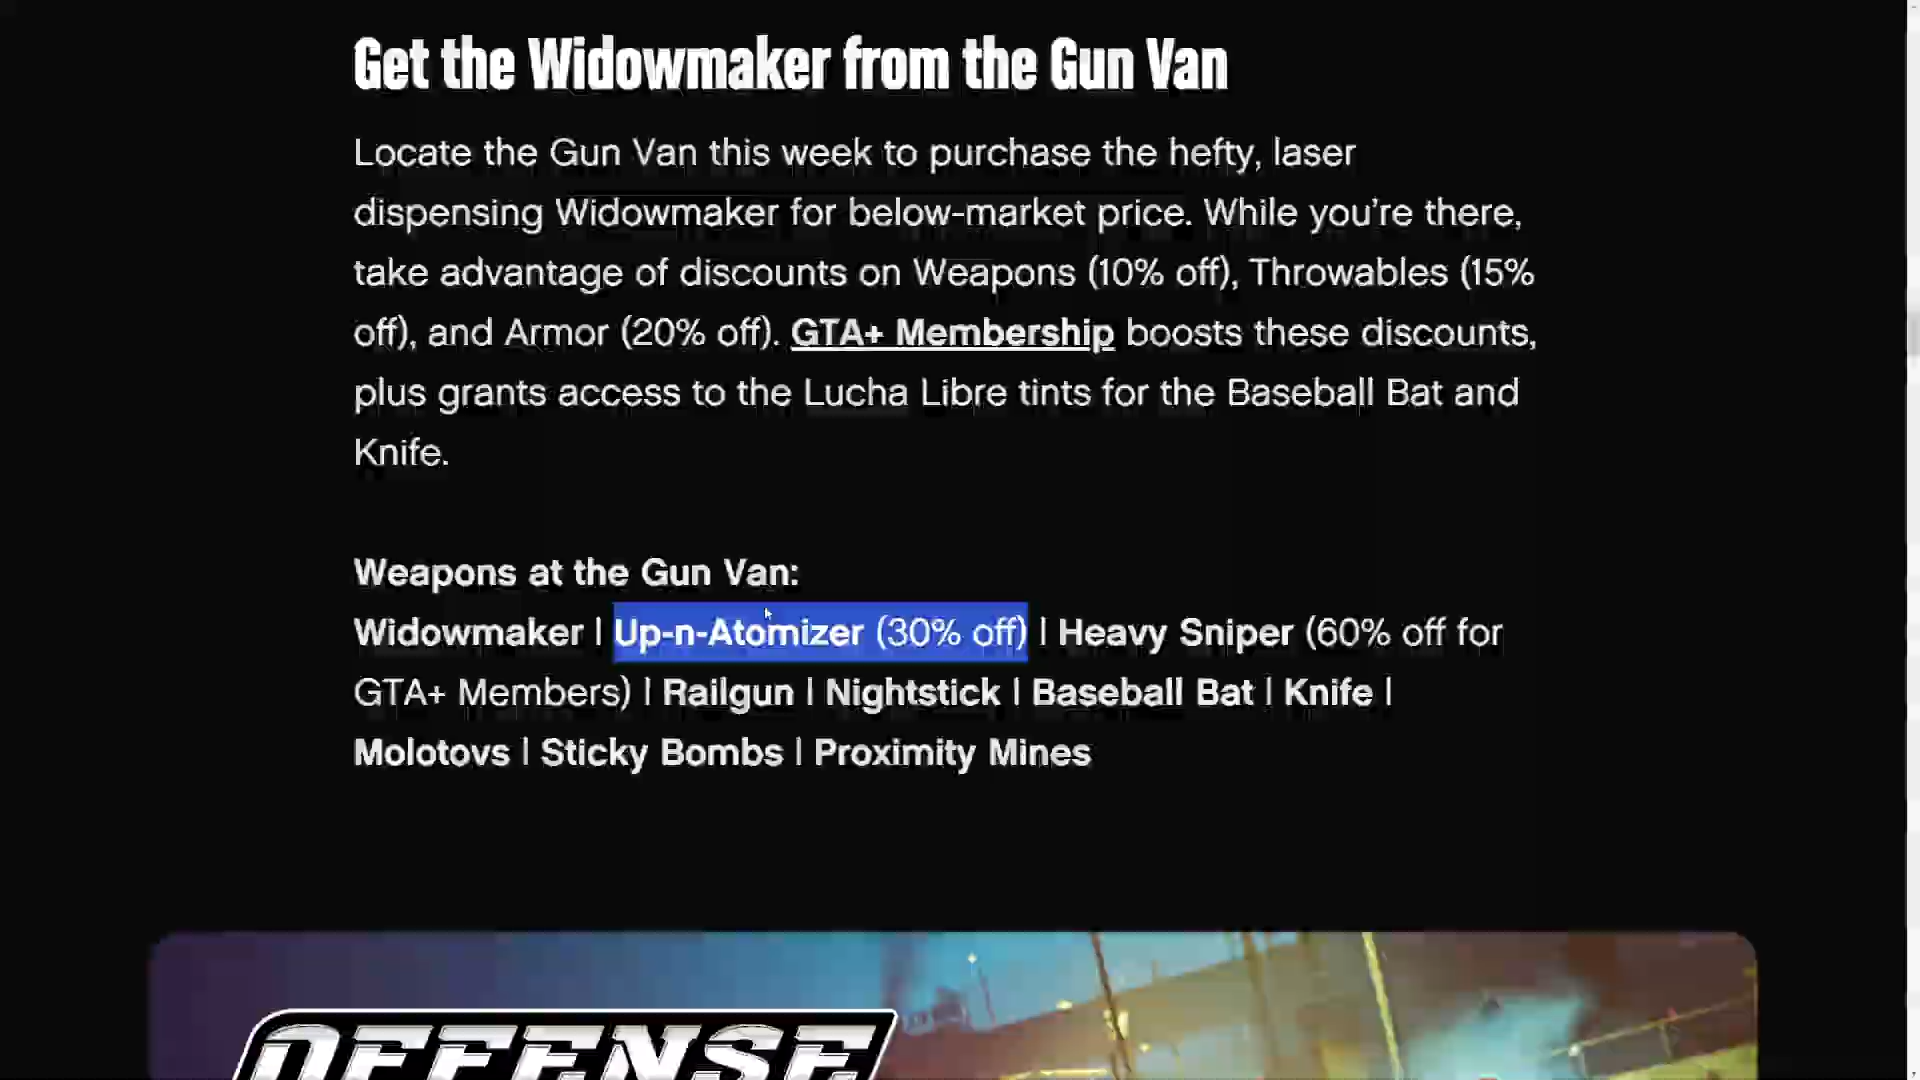 Get the Widowmaker from the Gun Van
Locate the Gun Van this week to purchase the hefty, laser
dispensing Widowmaker for below-market price. While you're there,
take advantage of discounts on Weapons (10% off), Throwables (15%
off), and Armor (20% off). GTA+ Membership boosts these discounts,
plus grants access to the Lucha Libre tints for the Baseball Bat and
Knife.
Weapons at the Gun Van:
Widowmaker | Up-n-Atomizer (30% off) | Heavy Sniper (60% off for
GTA+ Members) | Railgun | Nightstick | Baseball Bat | Knife |
Molotovs | Sticky Bombs | Proximity Mines
OFFENSE